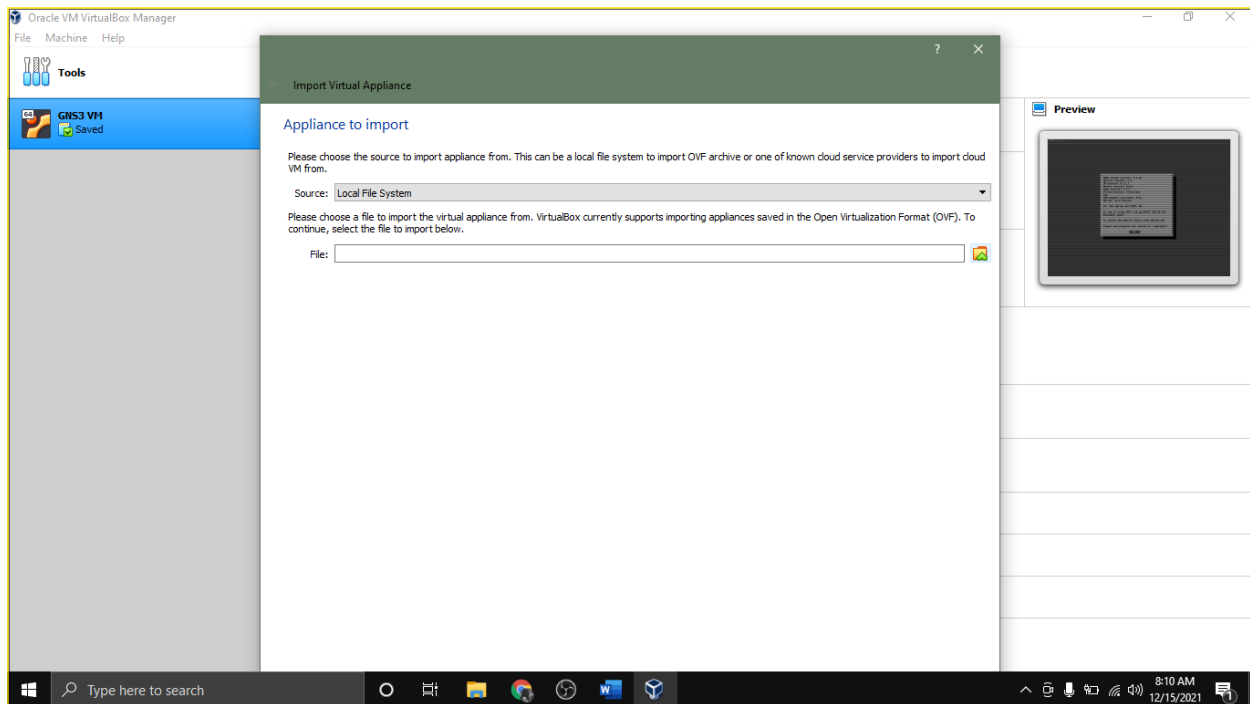 Oracle VM VirtualBox Manager
File Machine Help
Tools
64
GNS3 VM
Saved
? ×
Import Virtual Appliance
Appliance to import
Please choose the source to import appliance from. This can be a local file system to import OVF archive or one of known cloud service providers to import cloud
VM from.
Source: Local File System
Please choose a file to import the virtual appliance from. VirtualBox currently supports importing appliances saved in the Open Virtualization Format (OVF). To
continue, select the file to import below.
File:
Preview
Type here to search
W
8:10 AM
12/15/2021
1